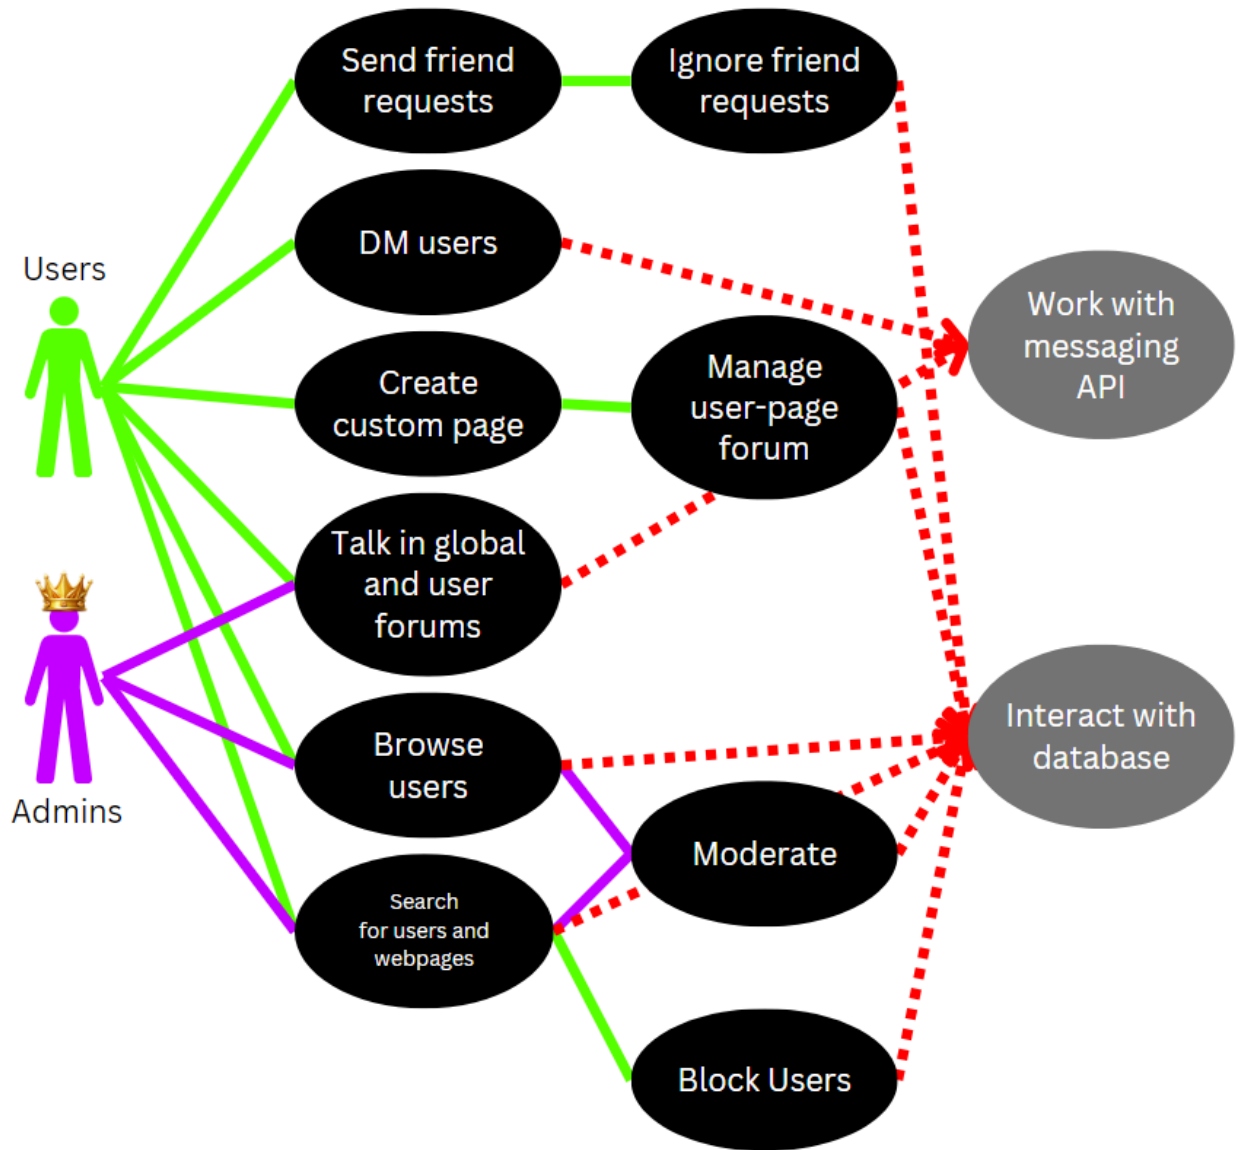 Send friend
requests
Ignore friend
requests
DM users
Users
Work with
messaging
API
Create
custom page
Manage
user-page
forum
Talk in global
and user
forums
Admins
Browse
users
Interact with
database
Moderate
Search
for users and
webpages
Block Users